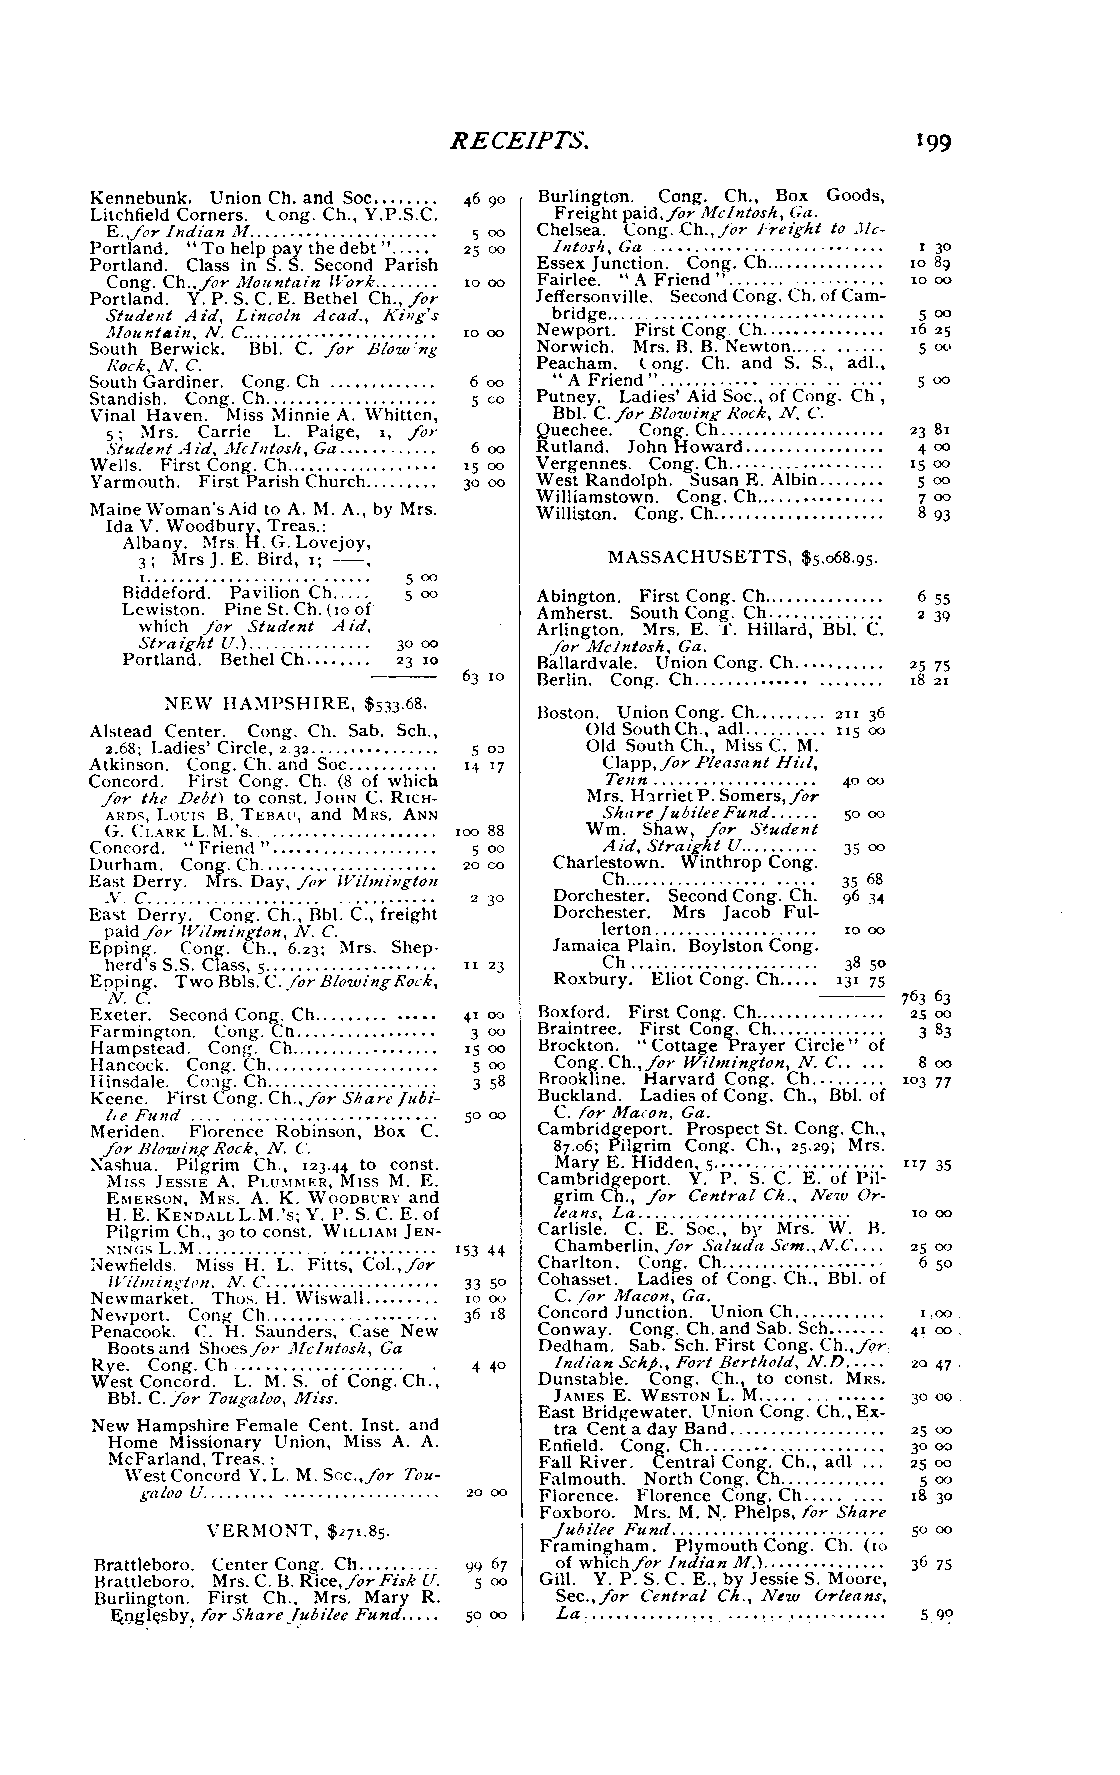 RECEIPTS. 199
Kennebunk. Union Ch. and Soc........ 46 90
Litchfield Corners. Cong. Ch., Y.P.S.C.
E., for Indian M....................... 5 00
Portland. "To help pay the debt"..... 25 00
Portland. Class in S. S. Second Parish
Cong. Ch., for Mountain Work........ 10 00
Portland. Y. P. S. C. E. Bethel Ch., for
Student Aid, Lincoln Acad., King's
Mountain, N. C........................ 10 00
South Berwick. Bbl. C. for Blowing
Rock, N. C.
South Gardiner. Cong. Ch ............. 6 00
Standish. Cong. Ch..................... 5 00
Vinal Haven. Miss Minnie A. Whitten,
5; Mrs. Carrie L. Paige, 1, for
Student Aid, McIntosh, Ga............ 6 00
Wells. First Cong. Ch.................. 15 00
Yarmouth. First Parish Church......... 30 00
Maine Woman's Aid to A. M. A., by Mrs.
Ida V. Woodbury, Treas.:
Albany. Mrs. H. G. Lovejoy,
3; Mrs J. E. Bird, 1; ——,
1............................ 5 00
Biddeford. Pavilion Ch..... 5 00
Lewiston. Pine St. Ch. (10 of
which for Student Aid,
Straight U.)............... 30 00
Portland. Bethel Ch........ 23 10
63 10
NEW HAMPSHIRE, $533.68.
Alstead Center. Cong. Ch. Sab. Sch.,
2.68; Ladies' Circle, 2.32................ 5 00
Atkinson. Cong. Ch. and Soc........... 14 17
Concord. First Cong. Ch. (8 of which
for the Debt) to const. JOHN C. RICH-
ARDS, LOUIS B. TEBAU, and MRS. ANN
G. CLARK L.M.'s. .................... 100 88
Concord. "Friend".................... 5 00
Durham. Cong. Ch...................... 20 00
East Derry. Mrs. Day, for Wilmington
N. C.................................... 2 30
East Derry. Cong. Ch., Bbl. C., freight
paid for Wilmington, N. C.
Epping. Cong. Ch., 6.23; Mrs. Shep-
herd's S.S. Class, 5..................... 11 23
Epping. Two Bbls. C. for Blowing Rock,
N. C.
Exeter. Second Cong. Ch......... ..... 41 00
Farmington. Cong. Ch................. 3 00
Hampstead. Cong. Ch.................. 15 00
Hancock. Cong. Ch..................... 5 00
Hinsdale. Cong. Ch..................... 3 58
Keene. First Cong. Ch., for Share Jubi-
lee Fund .............................. 50 00
Meriden. Florence Robinson, Box C.
for Blowing Rock, N. C.
Nashua. Pilgrim Ch., 123.44 to const.
MISS JESSIE A. PLUMMER, MISS M. E.
EMERSON, MRS. A. K. WOODBURY and
H. E. KENDALL L.M.'s; Y. P. S. C. E. of
Pilgrim Ch., 30 to const. WILLIAM JEN-
NINGS L.M............................. 153 44
Newfields. Miss H. L. Fitts, Col., for
Wilmington, N. C..................... 33 50
Newmarket. Thos. H. Wiswall......... 10 00
Newport. Cong Ch..................... 36 18
Penacook. C. H. Saunders, Case New
Boots and Shoes for McIntosh, Ga
Rye. Cong. Ch ..................... . 4 40
West Concord. L. M. S. of Cong. Ch.,
Bbl. C. for Tougaloo, Miss.
New Hampshire Female Cent. Inst. and
Home Missionary Union, Miss A. A.
McFarland, Treas.:
West Concord Y. L. M. Soc., for Tou-
galoo U............................. 20 00
VERMONT, $271.85.
Brattleboro. Center Cong. Ch.......... 99 67
Brattleboro. Mrs. C. B. Rice, for Fisk U. 5 00
Burlington. First Ch., Mrs. Mary R.
Englesby, for Share Jubilee Fund..... 50 00
Burlington. Cong. Ch., Box Goods,
Freight paid, for McIntosh, Ga.
Chelsea. Cong. Ch., for Freight to Mc-
Intosh, Ga ............................ 1 30
Essex Junction. Cong. Ch.............. 10 89
Fairlee. "A Friend"................... 10 00
Jeffersonville. Second Cong. Ch. of Cam-
bridge.................................. 5 00
Newport. First Cong. Ch............... 16 25
Norwich. Mrs. B. B. Newton..... ...... 5 00
Peacham. Cong. Ch. and S. S., adl.,
"A Friend"............................ 5 00
Putney. Ladies' Aid Soc., of Cong. Ch,
Bbl. C. for Blowing Rock, N. C.
Quechee. Cong. Ch.................... 23 81
Rutland. John Howard................. 4 00
Vergennes. Cong. Ch................... 15 00
West Randolph. Susan E. Albin........ 5 00
Williamstown. Cong. Ch................ 7 00
Williston. Cong. Ch..................... 8 93
MASSACHUSETTS, $5,068.95.
Abington. First Cong. Ch............... 6 55
Amherst. South Cong. Ch.............. 2 39
Arlington. Mrs. E. T. Hillard, Bbl. C.
for McIntosh, Ga.
Ballardvale. Union Cong. Ch........... 25 75
Berlin. Cong. Ch.............. ........ 18 21
Boston. Union Cong. Ch......... 211 36
Old South Ch., adl.......... 115 00
Old South Ch., Miss C. M.
Clapp, for Pleasant Hill,
Tenn .................... 40 00
Mrs. Harriet P. Somers, for
Share Jubilee Fund...... 50 00
Wm. Shaw, for Student
Aid, Straight U.......... 35 00
Charlestown. Winthrop Cong.
Ch....................... 35 68
Dorchester. Second Cong. Ch. 96 34
Dorchester. Mrs Jacob Ful-
lerton................... 10 00
Jamaica Plain. Boylston Cong.
Ch....................... 38 50
Roxbury. Eliot Cong. Ch..... 131 75
763 63
Boxford. First Cong. Ch................ 25 00
Braintree. First Cong. Ch.............. 3 83
Brockton. "Cottage Prayer Circle" of
Cong. Ch., for Wilmington, N. C.. ... 8 00
Brookline. Harvard Cong. Ch......... 103 77
Buckland. Ladies of Cong. Ch., Bbl. of
C. for Macon, Ga.
Cambridgeport. Prospect St. Cong. Ch.,
87.06; Pilgrim Cong. Ch., 25.29; Mrs.
Mary E. Hidden, 5..................... 117 35
Cambridgeport. Y. P. S. C. E. of Pil-
grim Ch., for Central Ch., New Or-
leans, La.......................... 10 00
Carlisle. C. E. Soc., by Mrs. W. B.
Chamberlin, for Saluda Sem., N.C.... 25 00
Charlton. Cong. Ch.................... 6 50
Cohasset. Ladies of Cong. Ch., Bbl. of
C. for Macon, Ga.
Concord Junction. Union Ch........... 1.00
Conway. Cong. Ch. and Sab. Sch....... 41 00
Dedham. Sab. Sch. First Cong. Ch., for
Indian Schp., Fort Berthold, N.D..... 20 47
Dunstable. Cong. Ch., to const. MRS.
JAMES E. WESTON L. M............... 30 00
East Bridgewater. Union Cong. Ch., Ex-
tra Cent a day Band................... 25 00
Enfield. Cong. Ch...................... 30 00
Fall River. Central Cong. Ch., adl ... 25 00
Falmouth. North Cong. Ch............. 5 00
Florence. Florence Cong. Ch..... ..... 18 30
Foxboro. Mrs. M. N. Phelps, for Share
Jubilee Fund.......................... 50 00
Framingham. Plymouth Cong. Ch. (10
of which for Indian M.)............... 36 75
Gill. Y. P. S. C. E., by Jessie S. Moore,
Sec., for Central Ch., New Orleans,
La..................................... 5 90